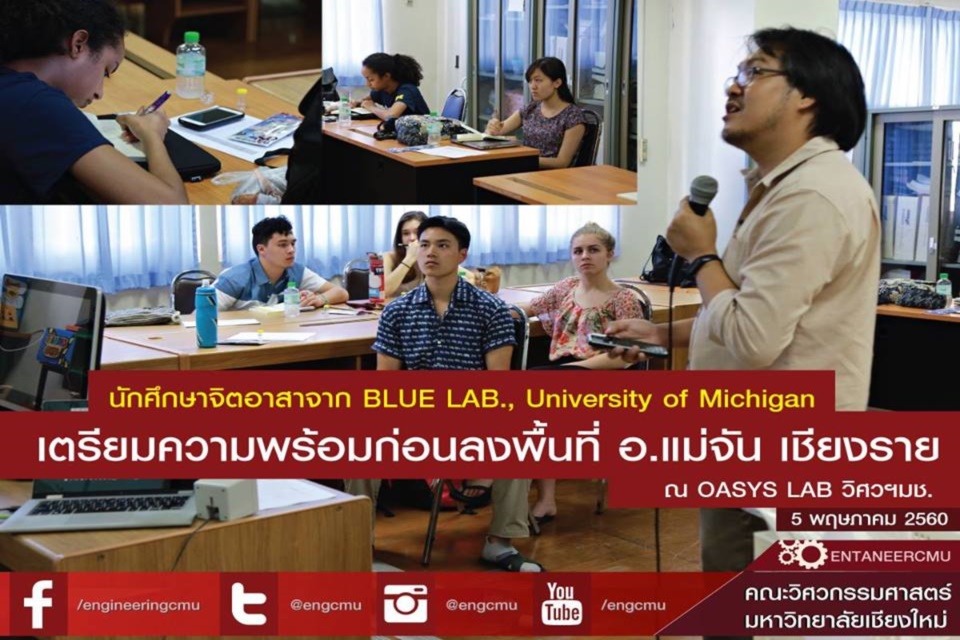 นักศึกษาจิตอาสาจาก BLUE LAB., University of Michigan
เตรียมความพร้อมก่อนลงพื้นที่ อ.แม่จัน เชียงราย
ณ OASYS LAB วิศวฯมช.
5 พฤษภาคม 2560
ENTANEERCMU
คณะวิศวกรรมศาสตร์
มหาวิทยาลัยเชียงใหม่
f /engineeringcmu
t @engcmu
@engcmu
You Tube /engcmu